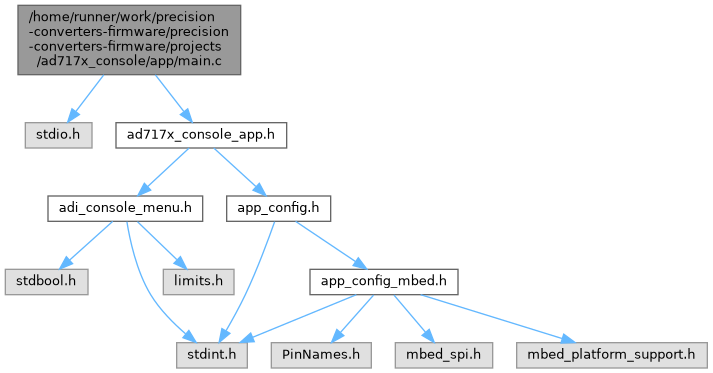 /home/runner/work/precision
-converters-firmware/precision
-converters-firmware/projects
/ad717x_console/app/main.c
stdio.h
ad717x_console_app.h
adi_console_menu.h
app_config.h
stdbool.h
limits.h
app_config_mbed.h
stdint.h
PinNames.h
mbed_spi.h
mbed_platform_support.h